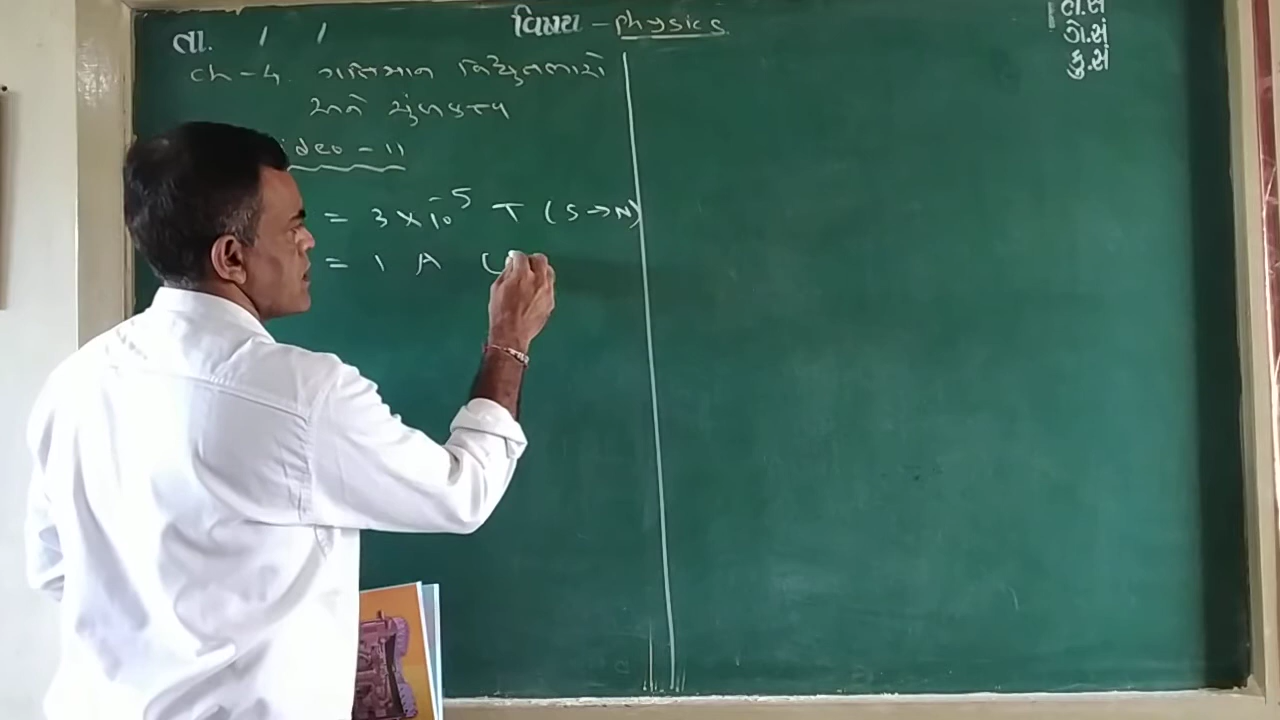 તા. / /
વિષય - physics
લ.સં
ગે.સં
કુ.સં
ch-4. ગતિમાન વિદ્યુતભારો
અને ચુંબકત્વ
ideo - 11
= 3 × 10⁻⁵ T (S → N)
= 1 A (